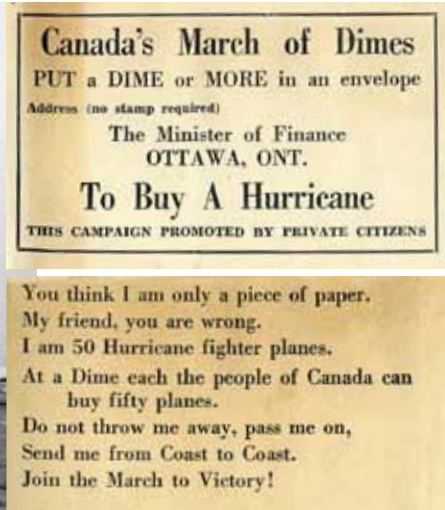 Canada's March of Dimes
PUT a DIME or MORE in an envelope
Address (no stamp required)
The Minister of Finance
OTTAWA, ONT.
To Buy A Hurricane
THIS CAMPAIGN PROMOTED BY PRIVATE CITIZENS
You think I am only a piece of paper.
My friend, you are wrong.
I am 50 Hurricane fighter planes.
At a Dime each the people of Canada can
buy fifty planes.
Do not throw me away, pass me on,
Send me from Coast to Coast.
Join the March to Victory!